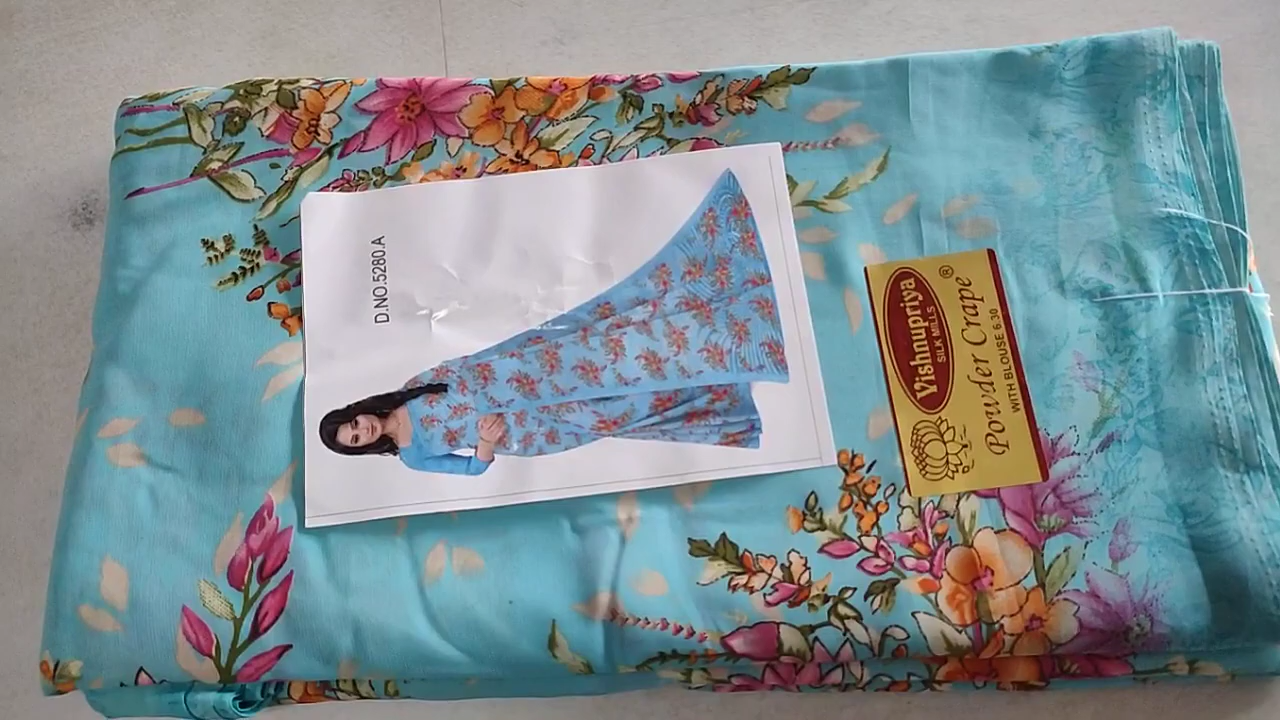 D.NO.5280.A
Vishnupriya
SILK MILLS
®
Powder Crape
WITH BLOUSE 6.30